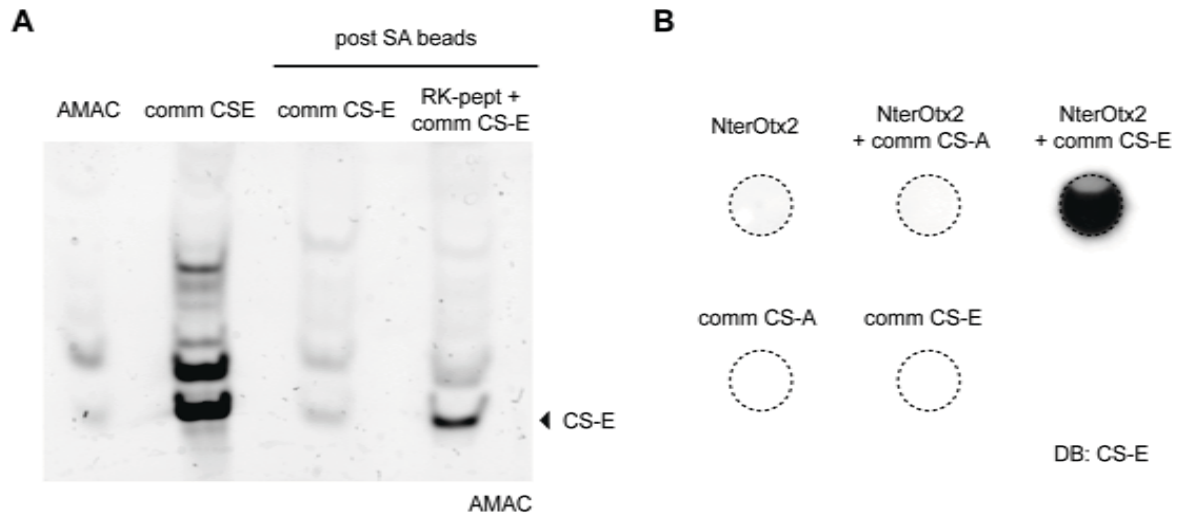 A
post SA beads
AMAC
comm CSE
comm CS-E
RK-pept +
comm CS-E
CS-E
AMAC
B
NterOtx2
NterOtx2
+ comm CS-A
NterOtx2
+ comm CS-E
comm CS-A
comm CS-E
DB: CS-E